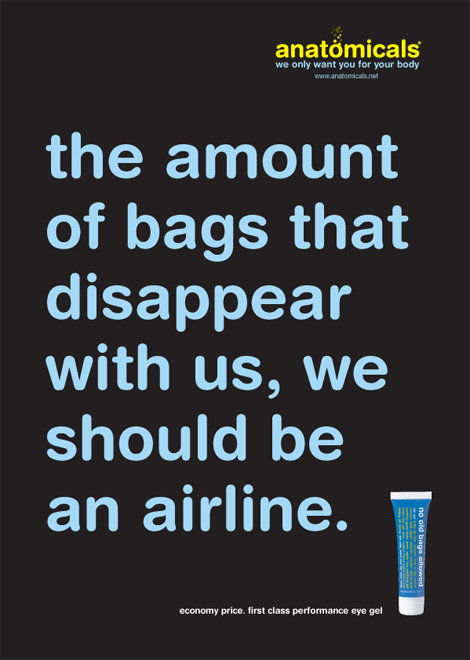 anatomicals
we only want you for your body
www.anatomicals.net
the amount
of bags that
disappear
with us, we
should be
an airline.
no old bags allowed
economy price. first class performance eye gel